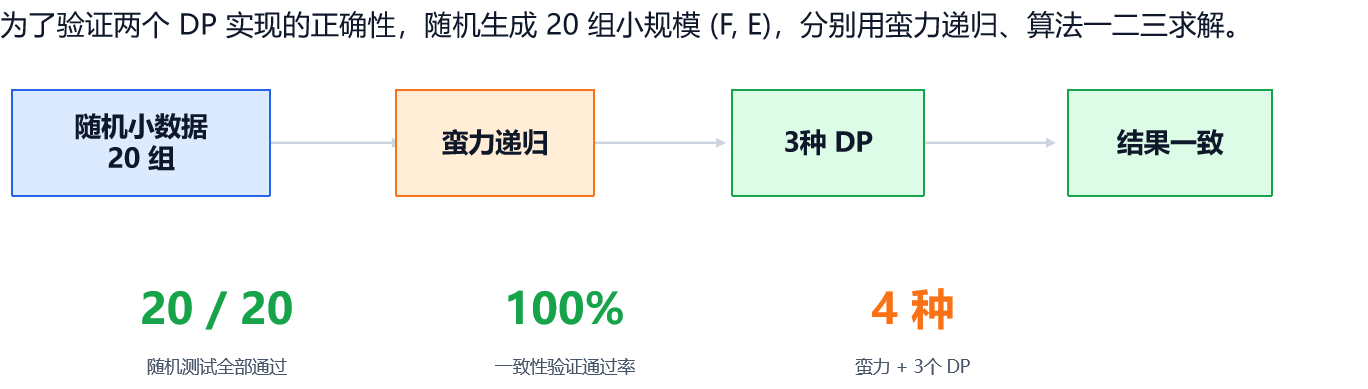 为了验证两个 DP 实现的正确性，随机生成 20 组小规模 (F, E)，分别用蛮力递归、算法一二三求解。
随机小数据
20 组
蛮力递归
3种 DP
结果一致
20 / 20
100%
4 种
随机测试全部通过
一致性验证通过率
蛮力 + 3个 DP